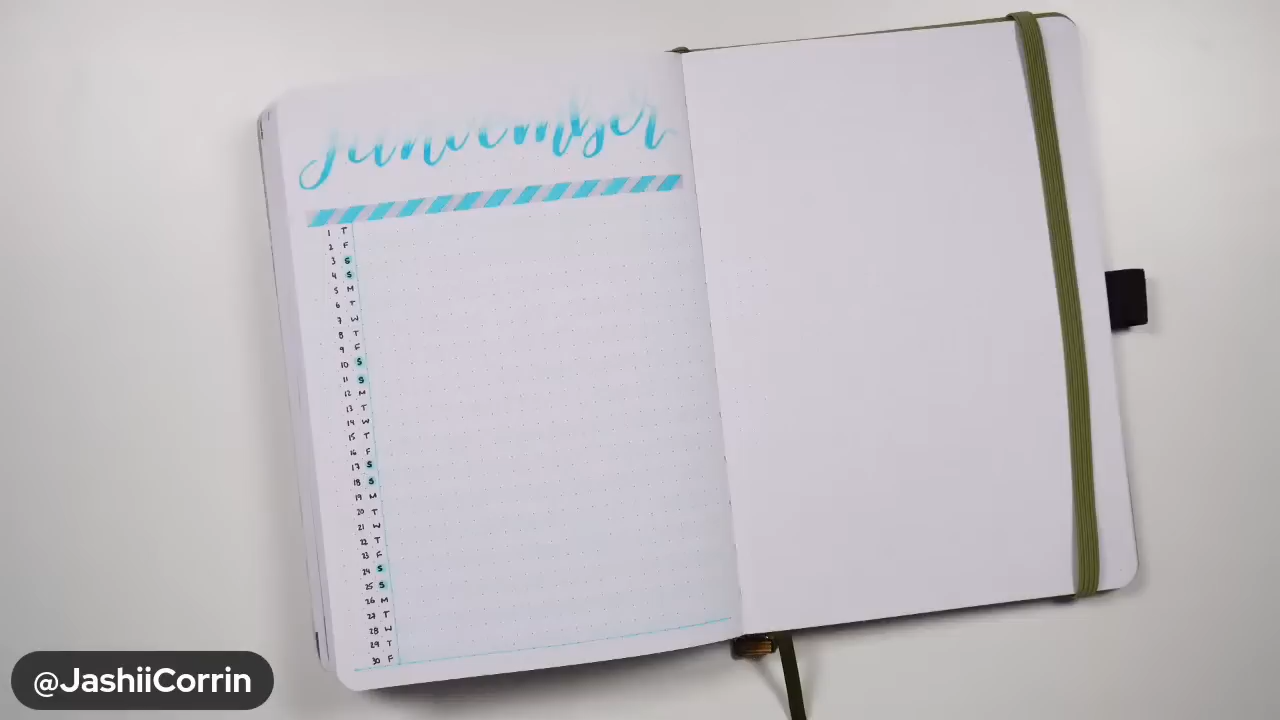 1 T
2 F
3 S
4 S
5 M
6 T
7 W
8 T
9 F
10 S
11 S
12 M
13 T
14 W
15 T
16 F
17 S
18 S
19 M
20 T
21 W
22 T
23 F
24 S
25 S
26 M
27 T
28 W
29 T
30 F
@JashiiCorrin